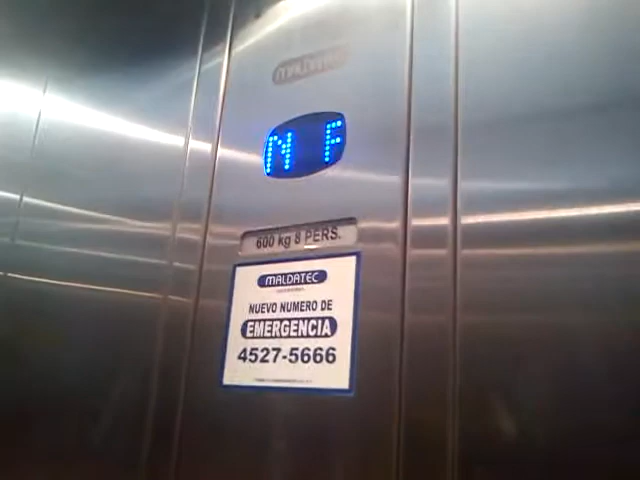 N F
600 kg 8 PERS.
MALDATEC
NUEVO NUMERO DE
EMERGENCIA
4527-5666